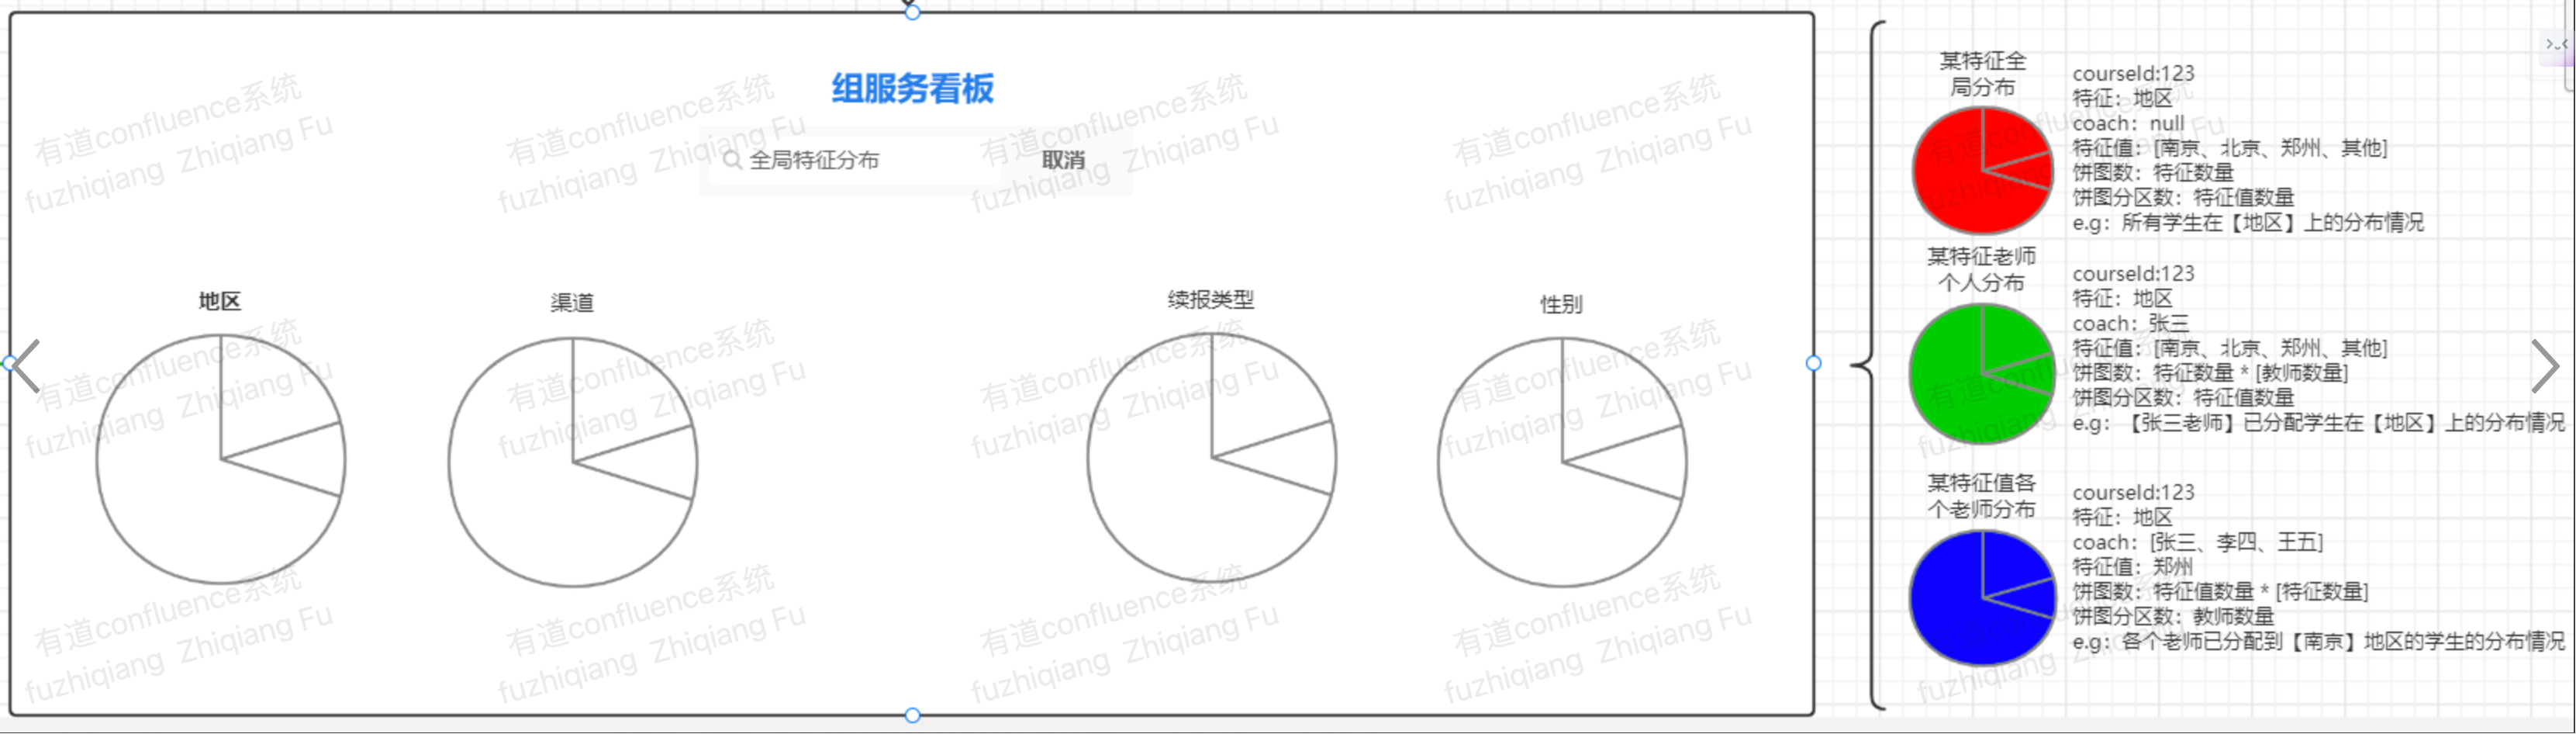 组服务看板
全局特征分布
取消
地区
渠道
续报类型
性别
某特征全
局分布
courseId:123
特征：地区
coach：null
特征值：[南京、北京、郑州、其他]
饼图数：特征数量
饼图分区数：特征值数量
e.g：所有学生在【地区】上的分布情况
某特征老师
个人分布
courseId:123
特征：地区
coach：张三
特征值：[南京、北京、郑州、其他]
饼图数：特征数量 * [教师数量]
饼图分区数：特征值数量
e.g：【张三老师】已分配学生在【地区】上的分布情况
某特征值各
个老师分布
courseId:123
特征：地区
coach：[张三、李四、王五]
特征值：郑州
饼图数：特征值数量 * [特征数量]
饼图分区数：教师数量
e.g：各个老师已分配到【南京】地区的学生的分布情况
有道confluence系统
fuzhiqiang Zhiqiang Fu